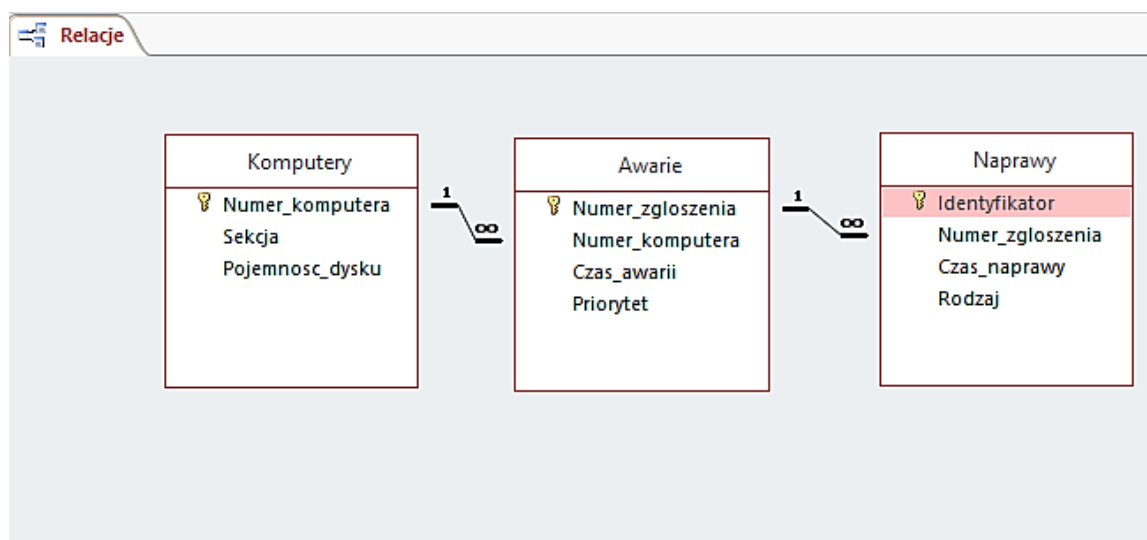 Relacje
Komputery
Numer_komputera
Sekcja
Pojemnosc_dysku
1
∞
Awarie
Numer_zgloszenia
Numer_komputera
Czas_awarii
Priorytet
1
∞
Naprawy
Identyfikator
Numer_zgloszenia
Czas_naprawy
Rodzaj